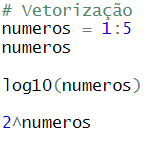 # Vetorização
numeros = 1:5
numeros
log10(numeros)
2^numeros